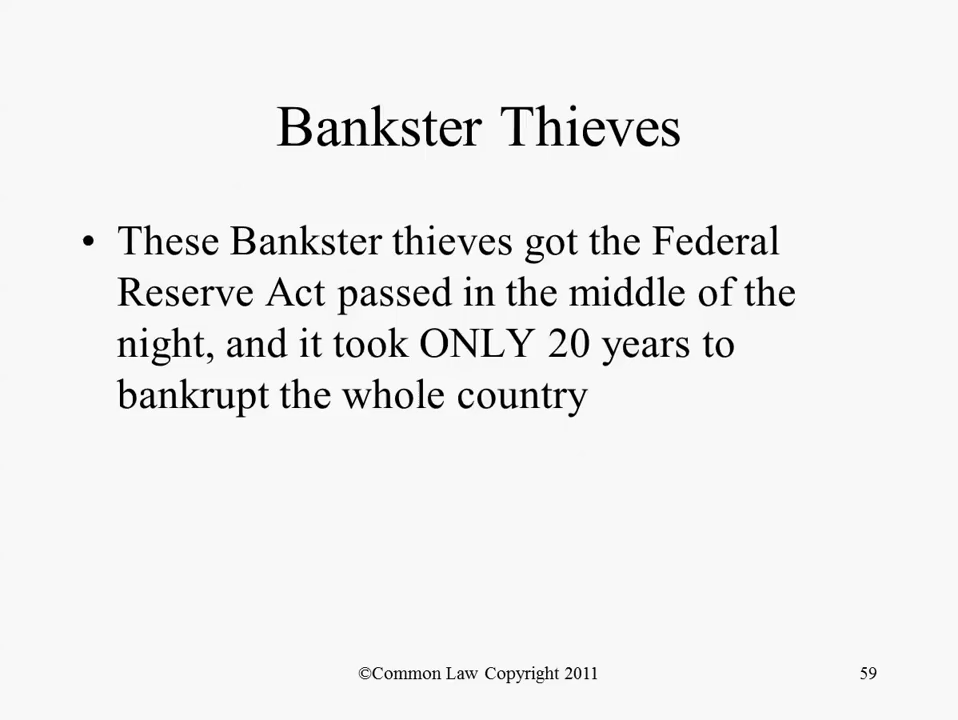 Bankster Thieves
• These Bankster thieves got the Federal
Reserve Act passed in the middle of the
night, and it took ONLY 20 years to
bankrupt the whole country
©Common Law Copyright 2011
59